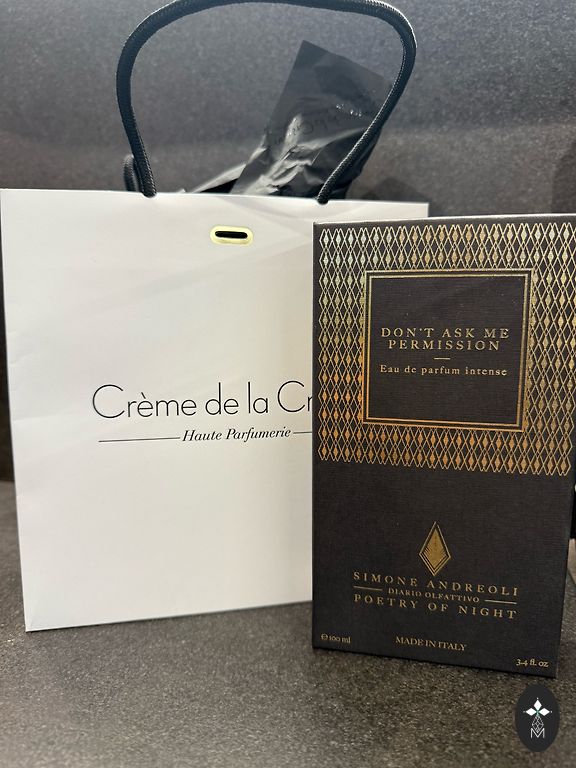 Crème de la Cr
Haute Parfumerie
DON'T ASK ME
PERMISSION
Eau de parfum intense
SIMONE ANDREOLI
DIARIO OLFATTIVO
POETRY OF NIGHT
℮100 ml
MADE IN ITALY
3.4 fl. oz
M